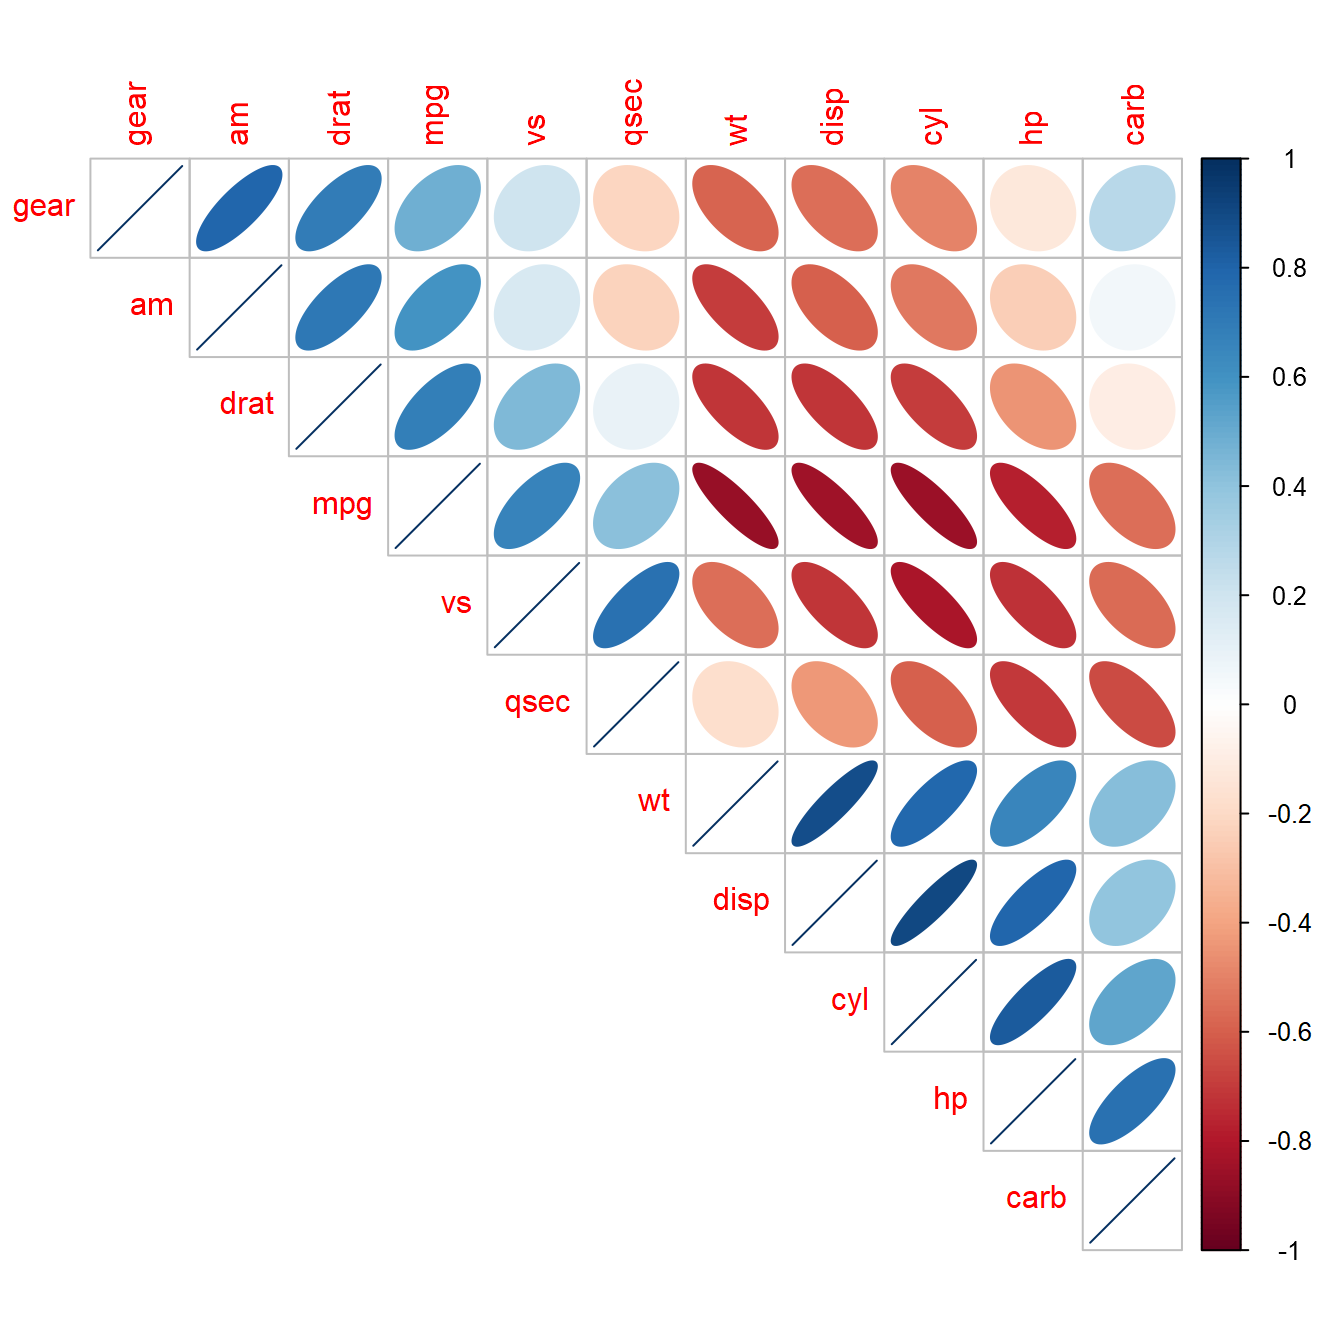 gear am drat mpg vs qsec wt disp cyl hp carb
gear
am
drat
mpg
vs
qsec
wt
disp
cyl
hp
carb
1
0.8
0.6
0.4
0.2
0
-0.2
-0.4
-0.6
-0.8
-1